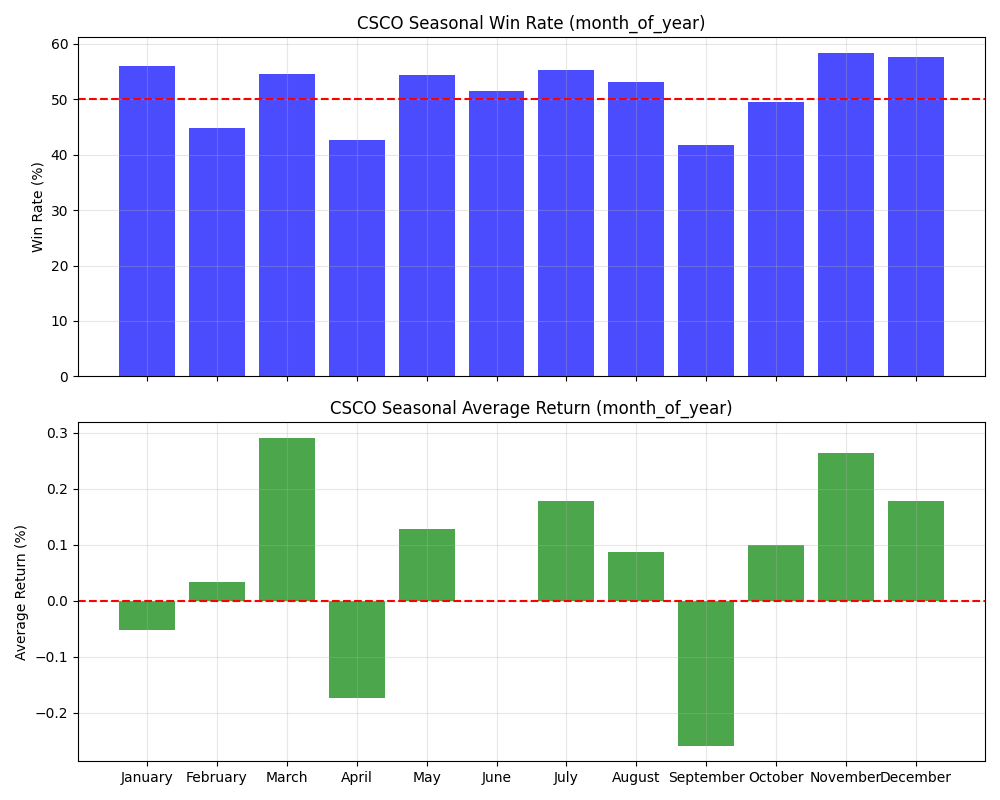 CSCO Seasonal Win Rate (month_of_year)
60
50
40
30
20
10
0
Win Rate (%)
CSCO Seasonal Average Return (month_of_year)
0.3
0.2
0.1
0.0
−0.1
−0.2
Average Return (%)
January February March April May June July August September October November December